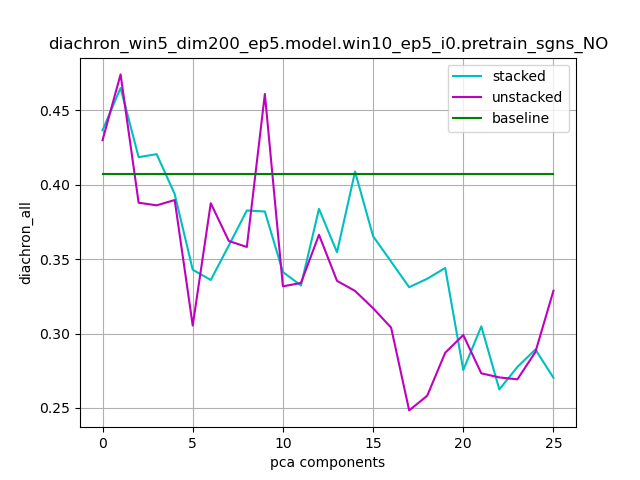 diachron_win5_dim200_ep5.model.win10_ep5_i0.pretrain_sgns_NO
stacked
unstacked
baseline
diachron_all
0.45
0.40
0.35
0.30
0.25
0
5
10
15
20
25
pca components